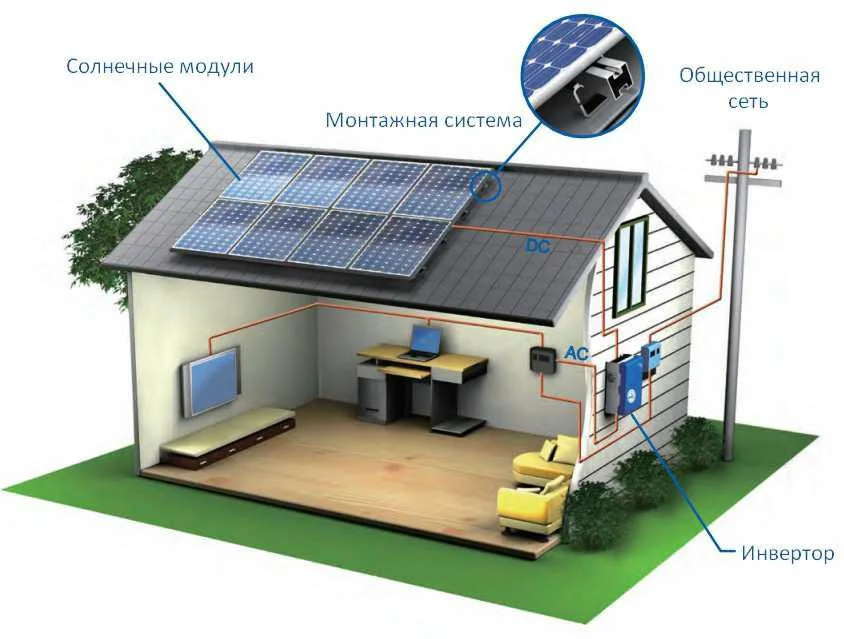 Солнечные модули
Монтажная система
Общественная
сеть
DC
AC
Инвертор